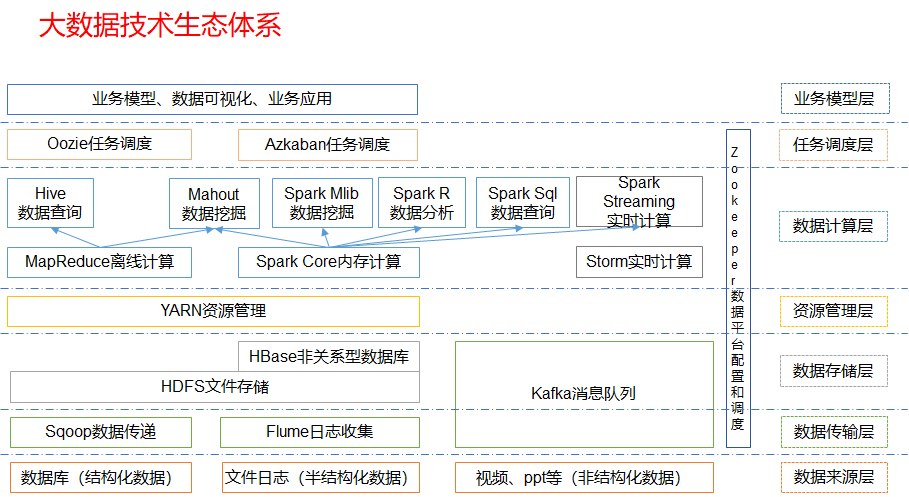 大数据技术生态体系
业务模型、数据可视化、业务应用
业务模型层
Oozie任务调度
Azkaban任务调度
任务调度层
Hive
数据查询
Mahout
数据挖掘
Spark Mlib
数据挖掘
Spark R
数据分析
Spark Sql
数据查询
Spark
Streaming
实时计算
数据计算层
MapReduce离线计算
Spark Core内存计算
Storm实时计算
Zookeeper数据平台配置和调度
YARN资源管理
资源管理层
HBase非关系型数据库
HDFS文件存储
Kafka消息队列
数据存储层
Sqoop数据传递
Flume日志收集
数据传输层
数据库（结构化数据）
文件日志（半结构化数据）
视频、ppt等（非结构化数据）
数据来源层